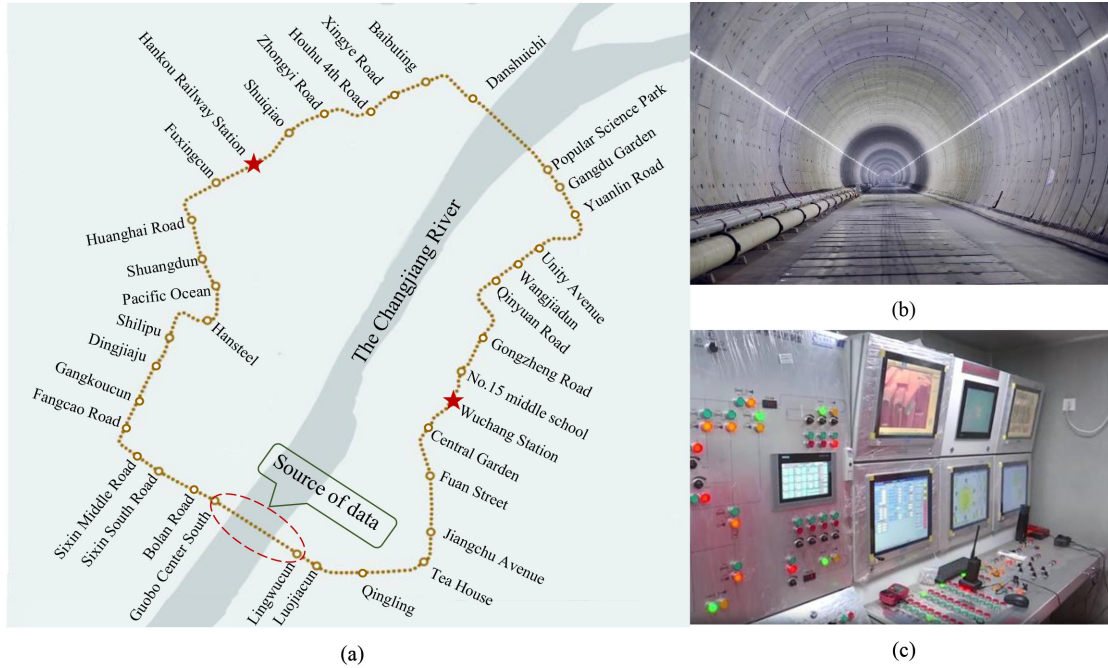 Hankou Railway Station
Fuxingcun
Shuiqiao
Zhongyi Road
Houhu 4th Road
Xingye Road
Baibuting
Danshuichi
Popular Science Park
Gangdu Garden
Yuanlin Road
Unity Avenue
Wangjiadun
Qinyuan Road
Gongzheng Road
No.15 middle school
Wuchang Station
Central Garden
Fuan Street
Jiangchu Avenue
Tea House
Qingling
Luojiacun
Lingwucun
Guobo Center South
Bolan Road
Sixin South Road
Sixin Middle Road
Fangcao Road
Gangkoucun
Dingjiaju
Shilipu
Hansteel
Pacific Ocean
Shuangdun
Huanghai Road
The Changjiang River
Source of data
(a)
(b)
(c)